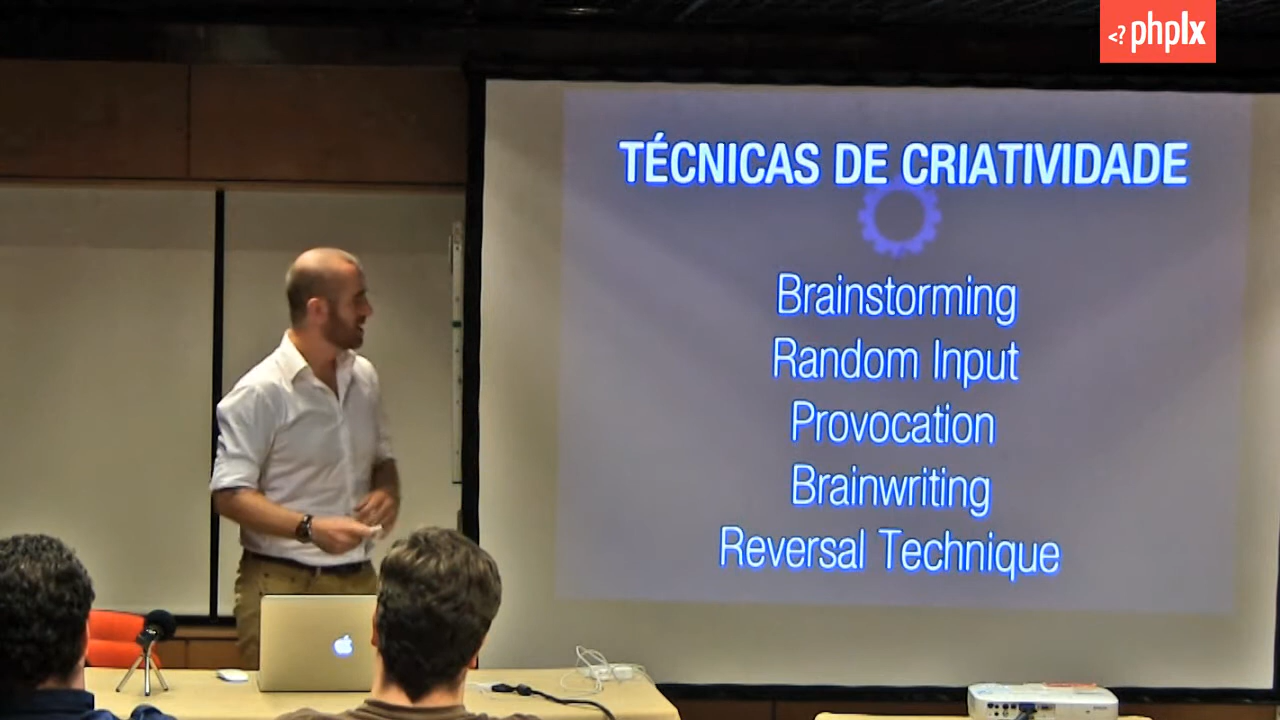 <? phplx
TÉCNICAS DE CRIATIVIDADE
Brainstorming
Random Input
Provocation
Brainwriting
Reversal Technique